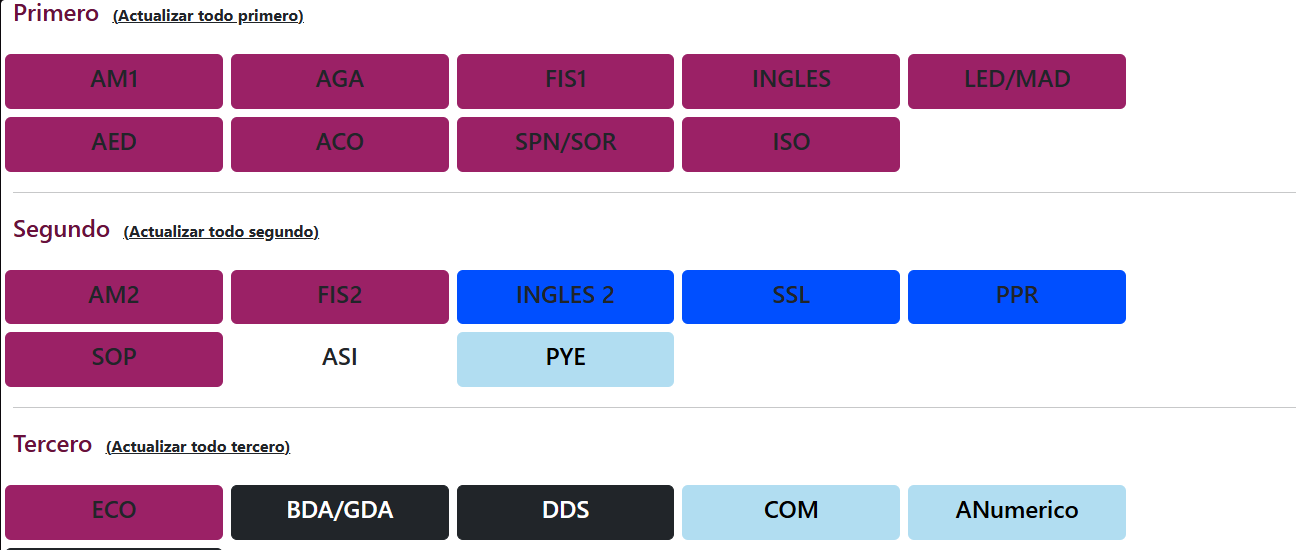 Primero (Actualizar todo primero)
AM1 AGA FIS1 INGLES LED/MAD
AED ACO SPN/SOR ISO
Segundo (Actualizar todo segundo)
AM2 FIS2 INGLES 2 SSL PPR
SOP ASI PYE
Tercero (Actualizar todo tercero)
ECO BDA/GDA DDS COM ANumerico